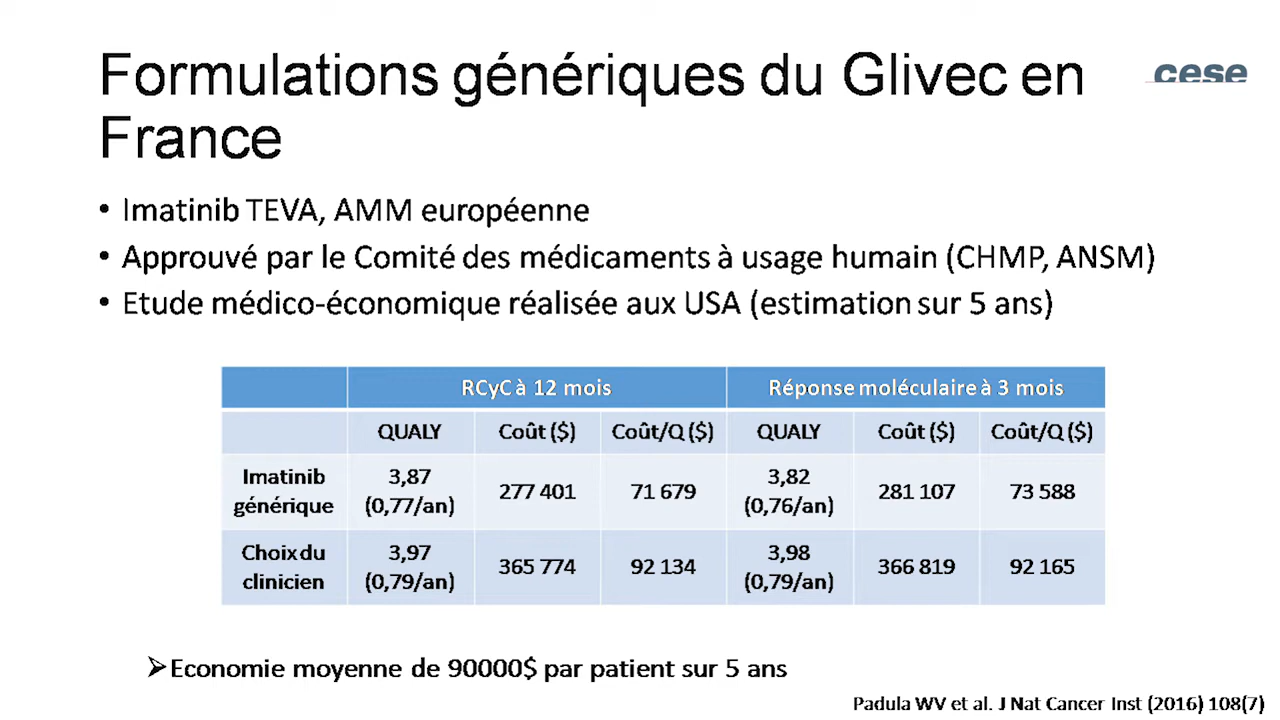 Formulations génériques du Glivec en
France
cese
• Imatinib TEVA, AMM européenne
• Approuvé par le Comité des médicaments à usage humain (CHMP, ANSM)
• Etude médico-économique réalisée aux USA (estimation sur 5 ans)
RCyC à 12 mois Réponse moléculaire à 3 mois
QUALY Coût ($) Coût/Q ($) QUALY Coût ($) Coût/Q ($)
Imatinib générique 3,87 (0,77/an) 277 401 71 679 3,82 (0,76/an) 281 107 73 588
Choix du clinicien 3,97 (0,79/an) 365 774 92 134 3,98 (0,79/an) 366 819 92 165
➢Economie moyenne de 90000$ par patient sur 5 ans
Padula WV et al. J Nat Cancer Inst (2016) 108(7)